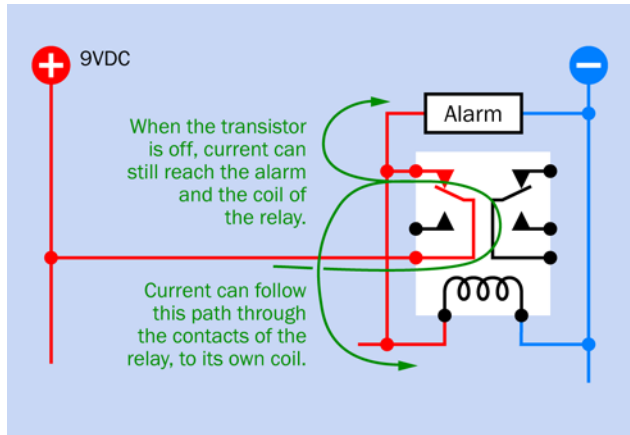 + 9VDC
−
Alarm
When the transistor
is off, current can
still reach the alarm
and the coil of
the relay.
Current can follow
this path through
the contacts of the
relay, to its own coil.